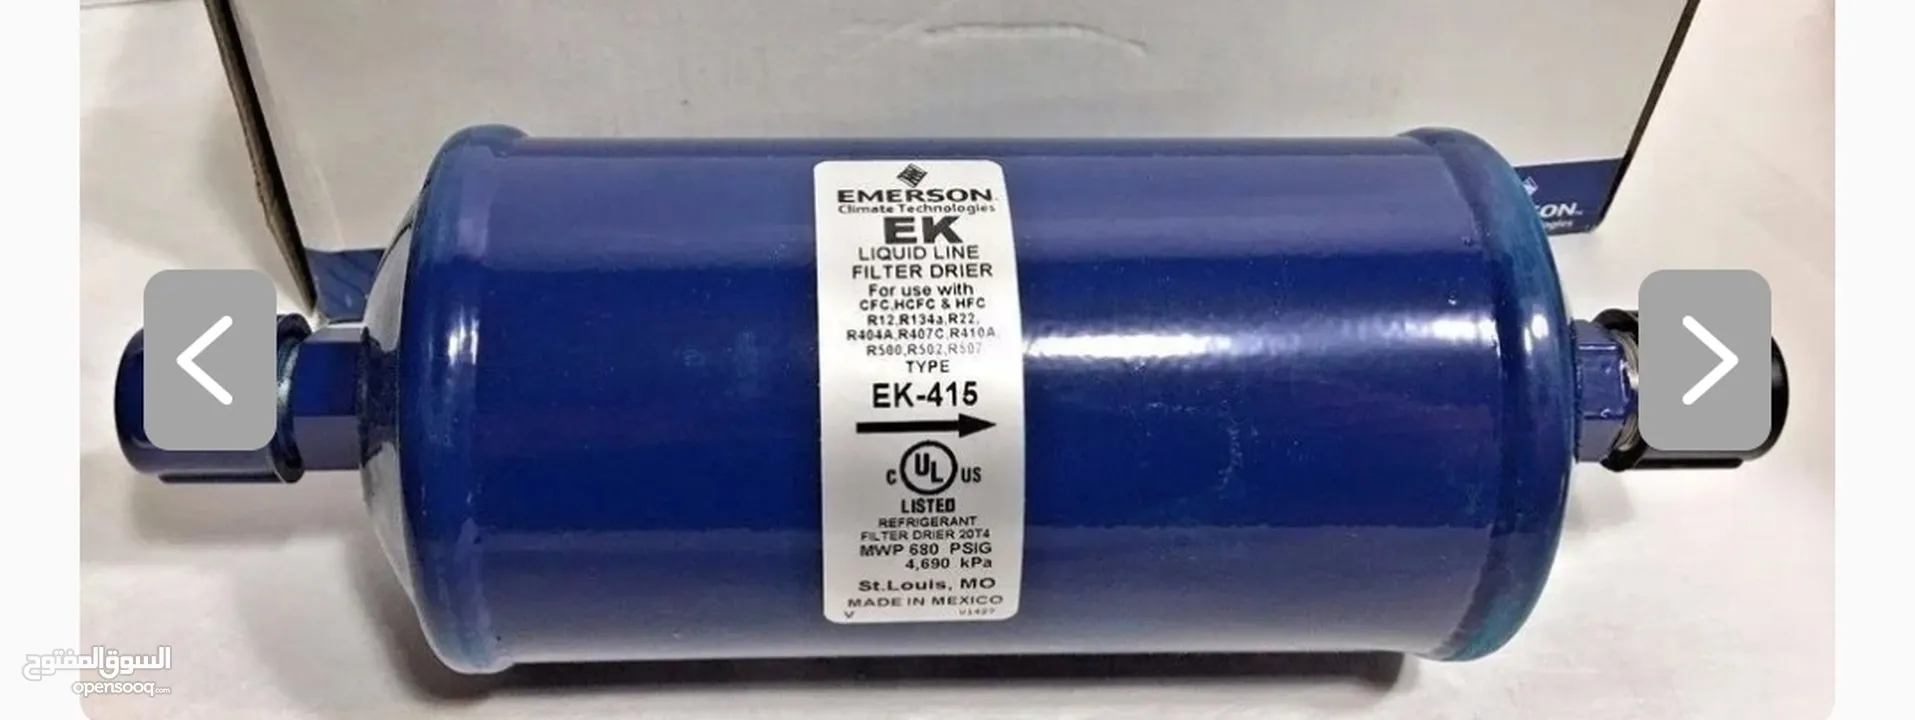 EMERSON
Climate Technologies
EK
LIQUID LINE
FILTER DRIER
For use with
CFC,HCFC & HFC
R12,R134a,R22,
R404A,R407C,R410A,
R500,R502,R507
TYPE
EK-415
C UL US
LISTED
REFRIGERANT
FILTER DRIER 20T4
MWP 680 PSIG
4,690 kPa
St.Louis, MO
MADE IN MEXICO
V
السوق المفتوح
opensooq.com